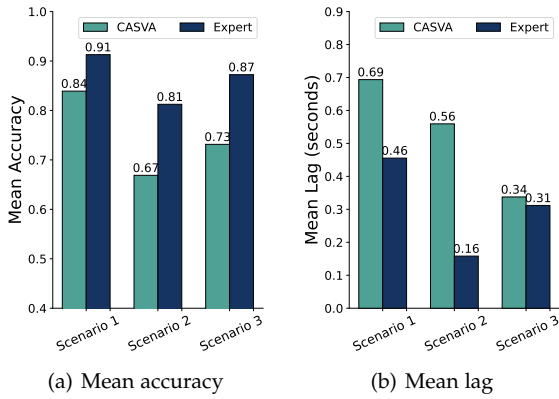 CASVA Expert
Mean Accuracy
1.0
0.9
0.8
0.7
0.6
0.5
0.4
0.84
0.91
0.67
0.81
0.73
0.87
Scenario 1
Scenario 2
Scenario 3
(a) Mean accuracy
CASVA Expert
Mean Lag (seconds)
0.9
0.8
0.7
0.6
0.5
0.4
0.3
0.2
0.1
0.0
0.69
0.46
0.56
0.16
0.34
0.31
Scenario 1
Scenario 2
Scenario 3
(b) Mean lag